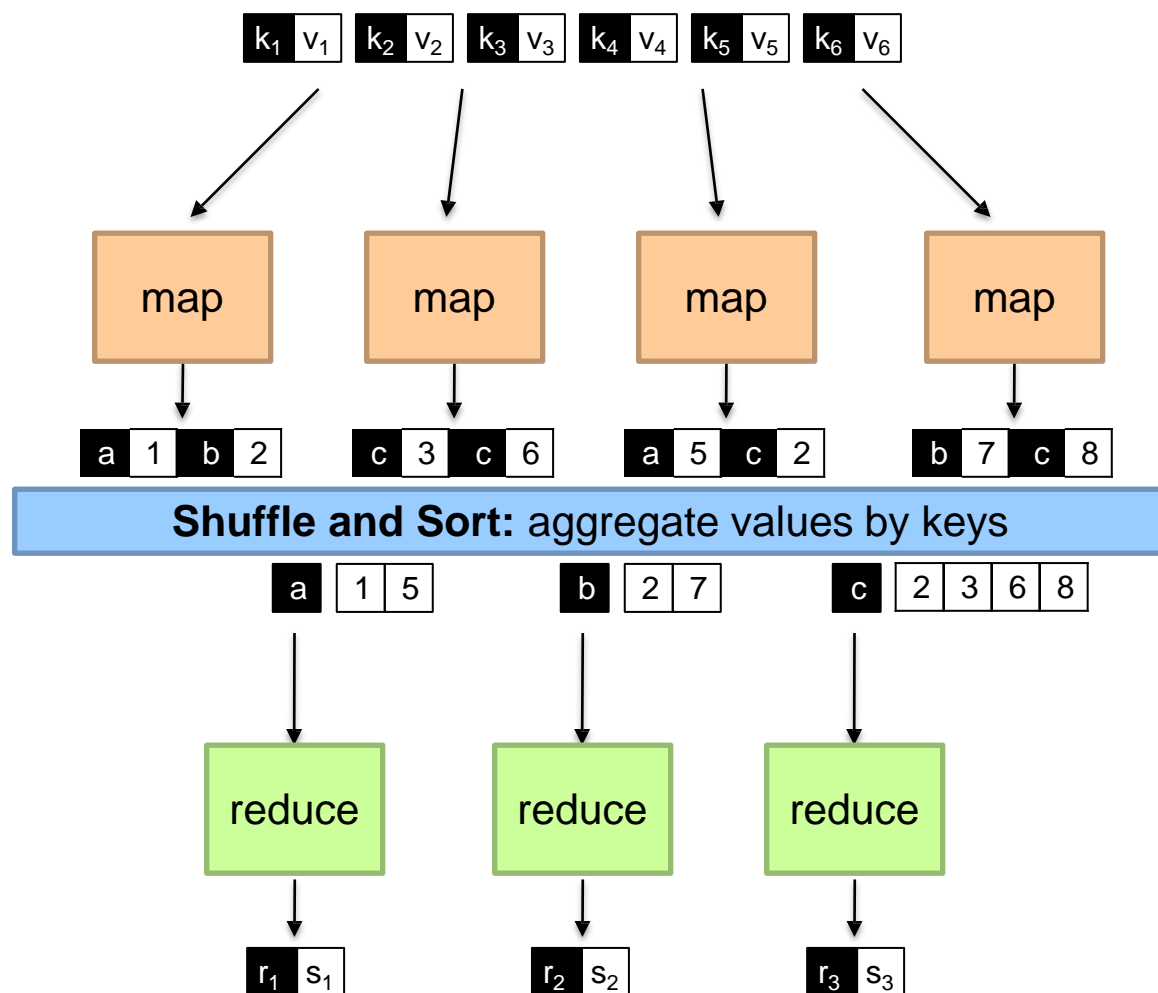 k₁ v₁ k₂ v₂ k₃ v₃ k₄ v₄ k₅ v₅ k₆ v₆
map map map map
a 1 b 2 c 3 c 6 a 5 c 2 b 7 c 8
Shuffle and Sort: aggregate values by keys
a 1 5 b 2 7 c 2 3 6 8
reduce reduce reduce
r₁ s₁ r₂ s₂ r₃ s₃